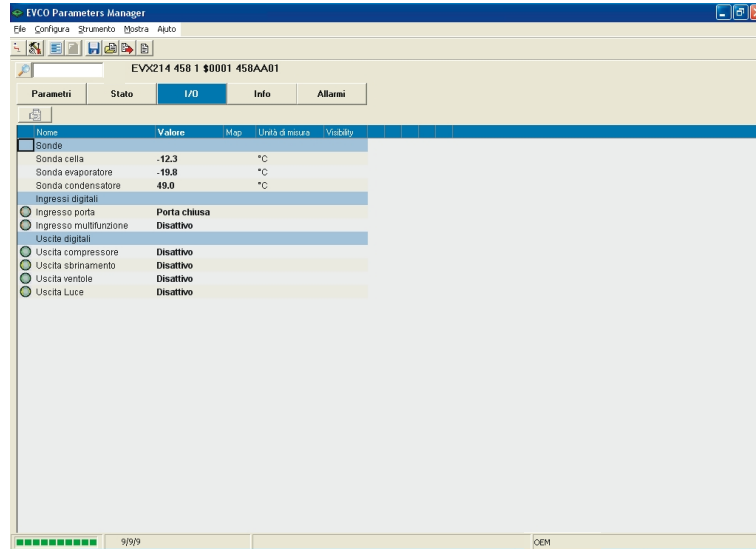 EVCO Parameters Manager
File Configura Strumento Mostra Aiuto
EVX214 458 1 $0001 458AA01
Parametri Stato I/O Info Allarmi
Nome Valore Map Unità di misura Visibility
Sonde
Sonda cella -12.3 °C
Sonda evaporatore -19.8 °C
Sonda condensatore 49.0 °C
Ingressi digitali
Ingresso porta Porta chiusa
Ingresso multifunzione Disattivo
Uscite digitali
Uscita compressore Disattivo
Uscita sbrinamento Disattivo
Uscita ventole Disattivo
Uscita Luce Disattivo
9/9/9 OEM